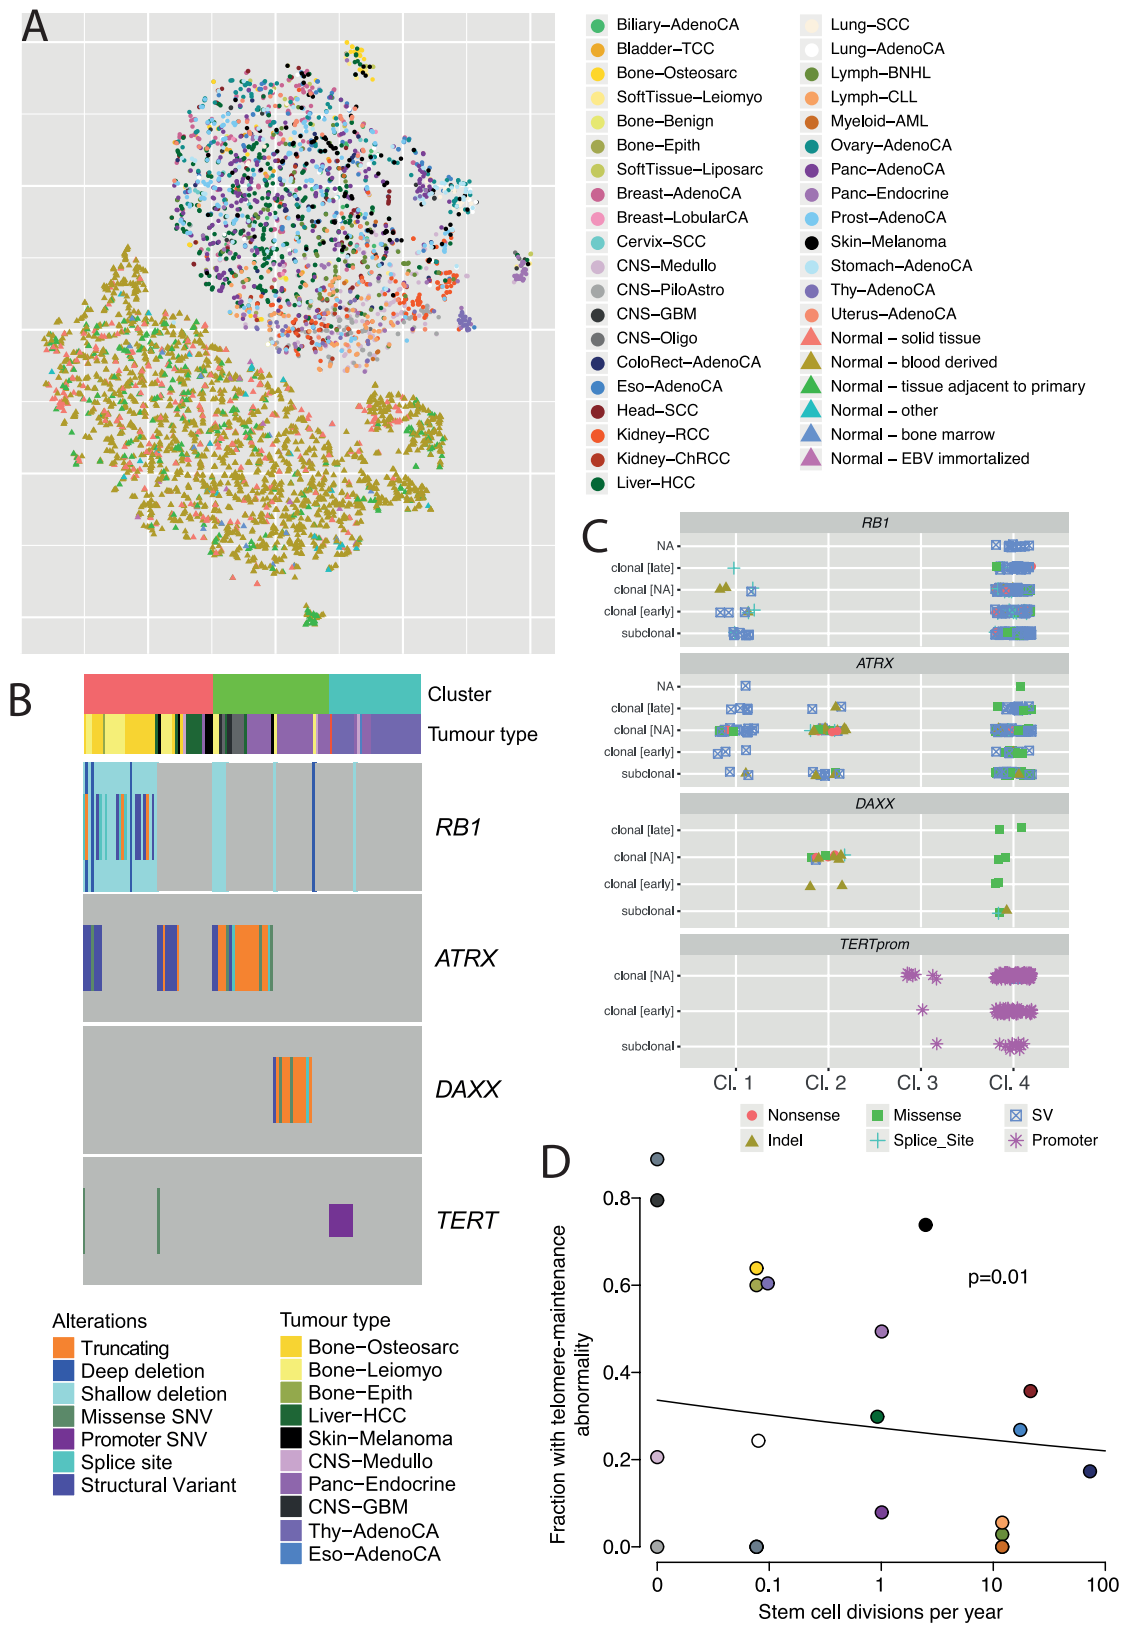 A
Biliary–AdenoCA
Bladder–TCC
Bone–Osteosarc
SoftTissue–Leiomyo
Bone–Benign
Bone–Epith
SoftTissue–Liposarc
Breast–AdenoCA
Breast–LobularCA
Cervix–SCC
CNS–Medullo
CNS–PiloAstro
CNS–GBM
CNS–Oligo
ColoRect–AdenoCA
Eso–AdenoCA
Head–SCC
Kidney–RCC
Kidney–ChRCC
Liver–HCC
Lung–SCC
Lung–AdenoCA
Lymph–BNHL
Lymph–CLL
Myeloid–AML
Ovary–AdenoCA
Panc–AdenoCA
Panc–Endocrine
Prost–AdenoCA
Skin–Melanoma
Stomach–AdenoCA
Thy–AdenoCA
Uterus–AdenoCA
Normal – solid tissue
Normal – blood derived
Normal – tissue adjacent to primary
Normal – other
Normal – bone marrow
Normal – EBV immortalized
B
Cluster
Tumour type
RB1
ATRX
DAXX
TERT
Alterations
Truncating
Deep deletion
Shallow deletion
Missense SNV
Promoter SNV
Splice site
Structural Variant
Tumour type
Bone–Osteosarc
Bone–Leiomyo
Bone–Epith
Liver–HCC
Skin–Melanoma
CNS–Medullo
Panc–Endocrine
CNS–GBM
Thy–AdenoCA
Eso–AdenoCA
C
RB1
NA
clonal [late]
clonal [NA]
clonal [early]
subclonal
ATRX
NA
clonal [late]
clonal [NA]
clonal [early]
subclonal
DAXX
clonal [late]
clonal [NA]
clonal [early]
subclonal
TERTprom
clonal [NA]
clonal [early]
subclonal
Cl. 1 Cl. 2 Cl. 3 Cl. 4
Nonsense Missense SV
Indel Splice_Site Promoter
D
Fraction with telomere-maintenance
abnormality
0.8
0.6
0.4
0.2
0.0
p=0.01
0 0.1 1 10 100
Stem cell divisions per year